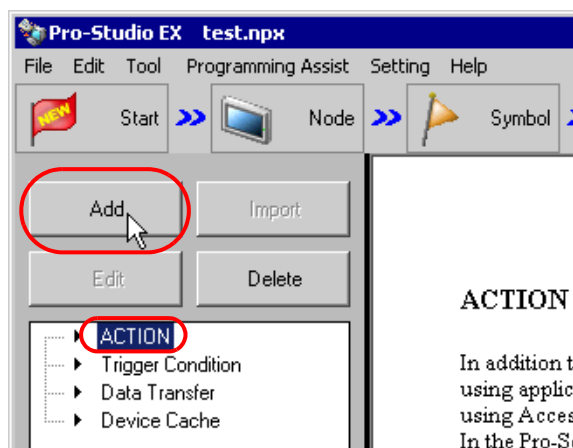 Pro-Studio EX test.npx
File Edit Tool Programming Assist Setting Help
NEW Start Node Symbol
Add Import
Edit Delete
ACTION
Trigger Condition
Data Transfer
Device Cache
ACTION
In addition t
using applic
using Acces
In the Pro-S